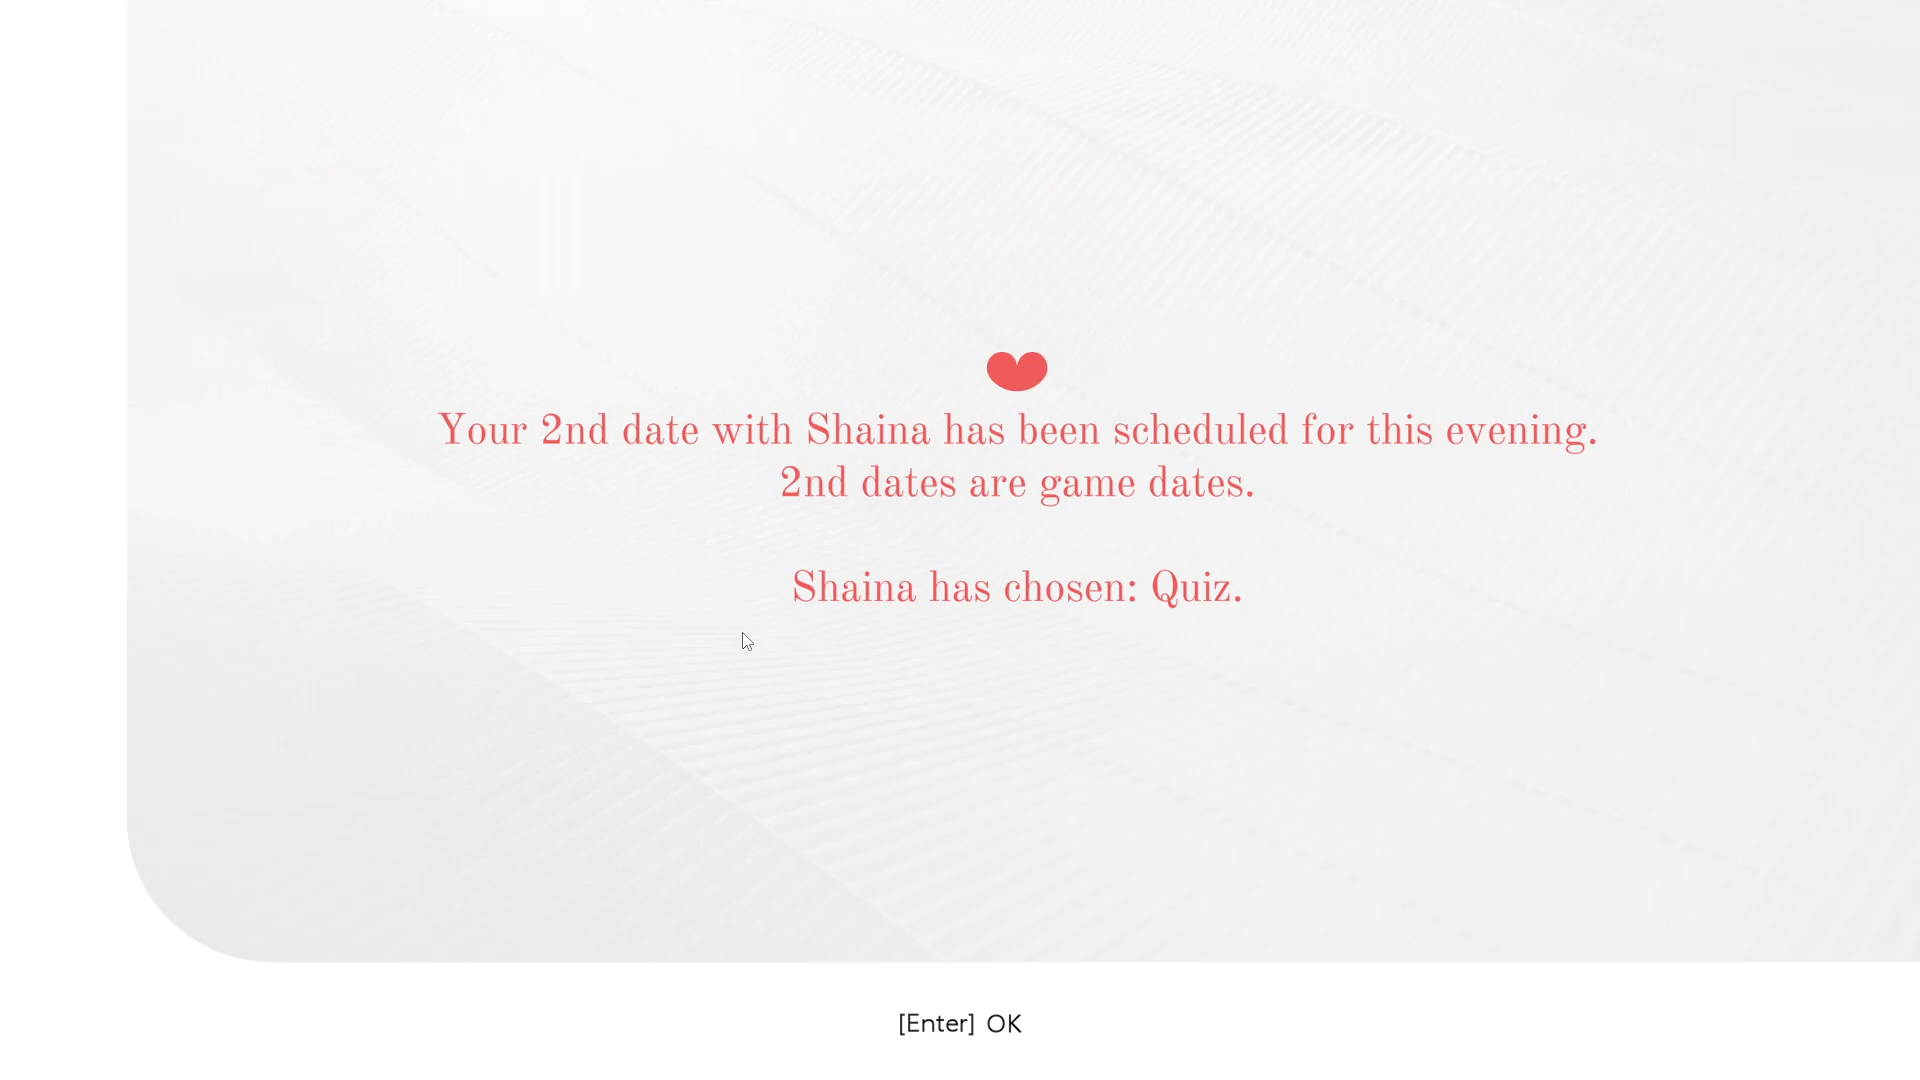 Your 2nd date with Shaina has been scheduled for this evening.
2nd dates are game dates.
Shaina has chosen: Quiz.
[Enter] OK